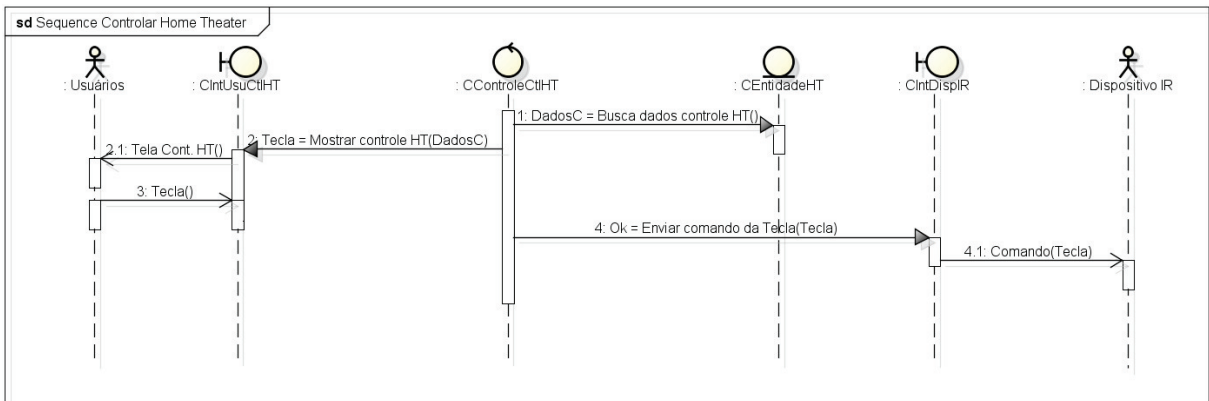 sd Sequence Controlar Home Theater
: Usuários
: CIntUsuCtlHT
: CControleCtlHT
: CEntidadeHT
: CIntDispIR
: Dispositivo IR
1: DadosC = Busca dados controle HT()
2: Tecla = Mostrar controle HT(DadosC)
2.1: Tela Cont. HT()
3: Tecla()
4: Ok = Enviar comando da Tecla(Tecla)
4.1: Comando(Tecla)